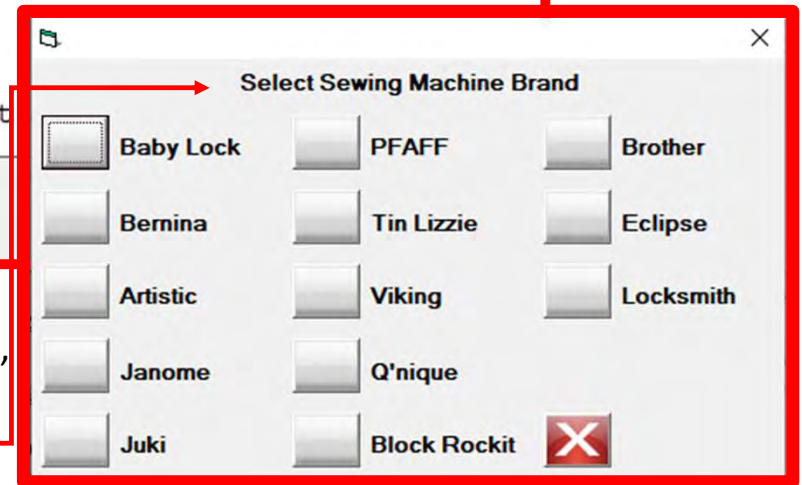 Select Sewing Machine Brand
t
Baby Lock PFAFF Brother
Bernina Tin Lizzie Eclipse
Artistic Viking Locksmith
,
Janome Q'nique
Juki Block Rockit